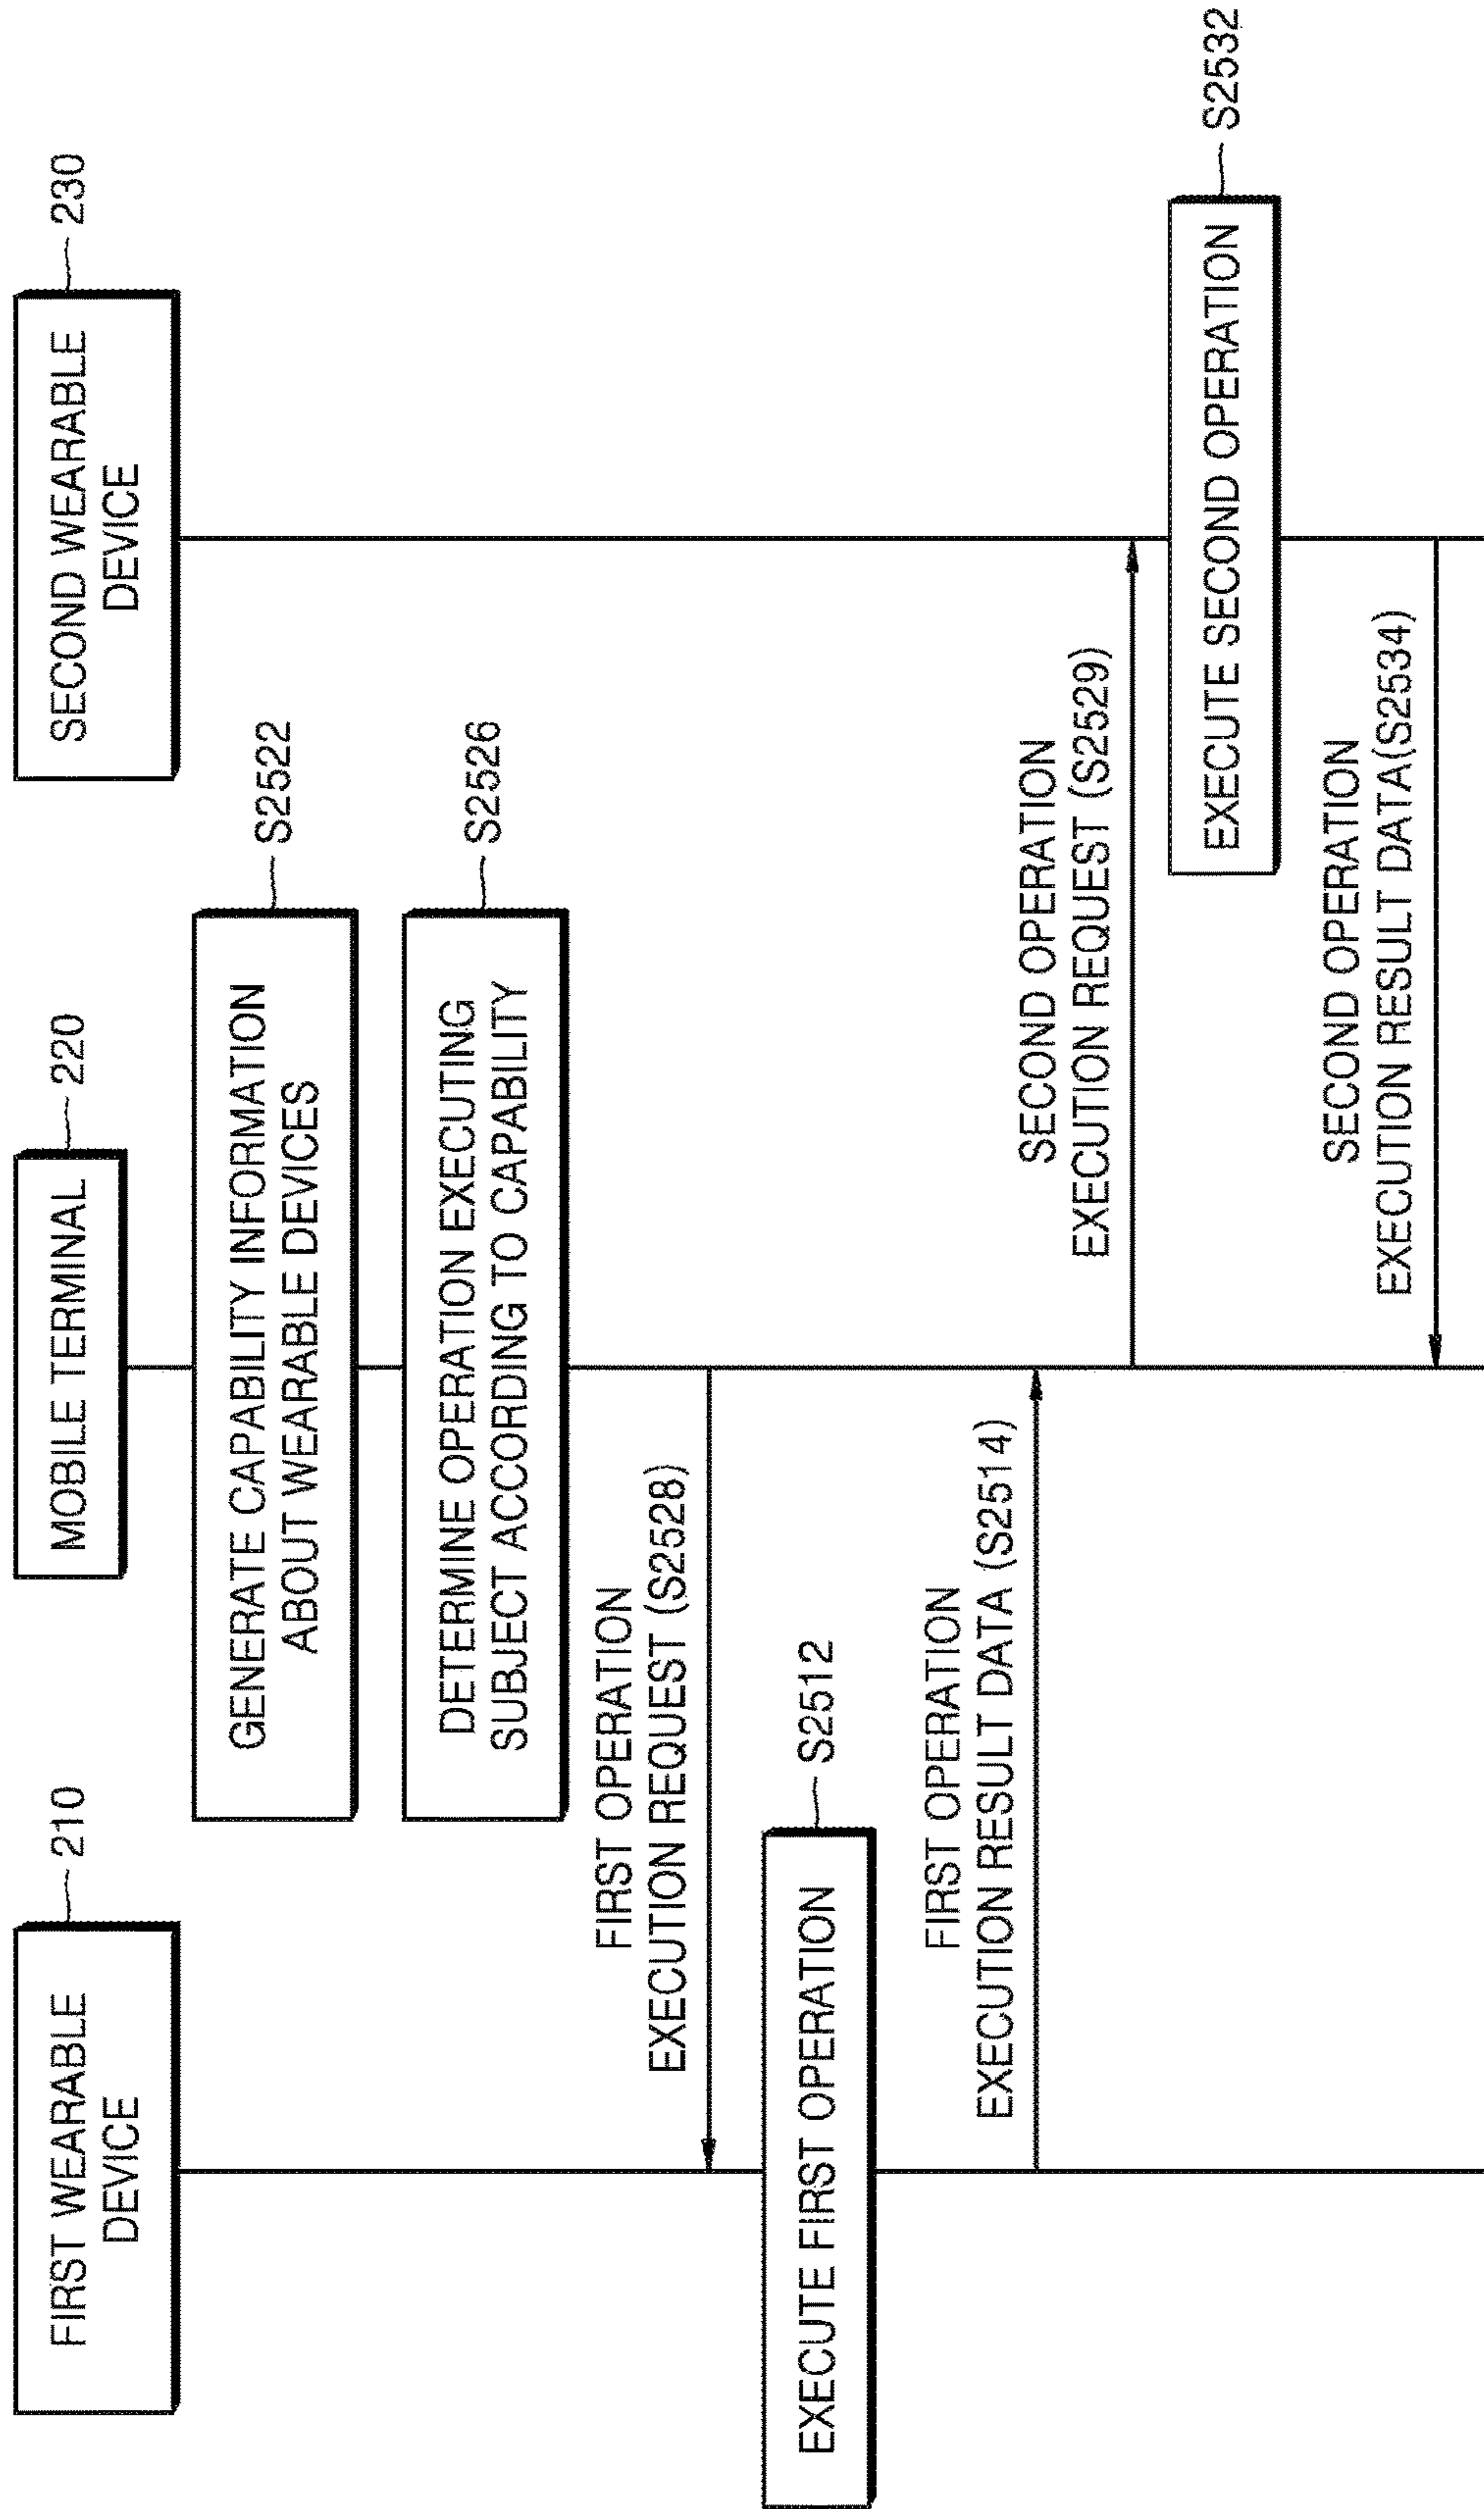 FIRST WEARABLE
DEVICE
210
MOBILE TERMINAL
220
SECOND WEARABLE
DEVICE
230
GENERATE CAPABILITY INFORMATION
ABOUT WEARABLE DEVICES
S2522
DETERMINE OPERATION EXECUTING
SUBJECT ACCORDING TO CAPABILITY
S2526
FIRST OPERATION
EXECUTION REQUEST (S2528)
EXECUTE FIRST OPERATION
S2512
FIRST OPERATION
EXECUTION RESULT DATA (S2514)
SECOND OPERATION
EXECUTION REQUEST (S2529)
EXECUTE SECOND OPERATION
S2532
SECOND OPERATION
EXECUTION RESULT DATA(S2534)